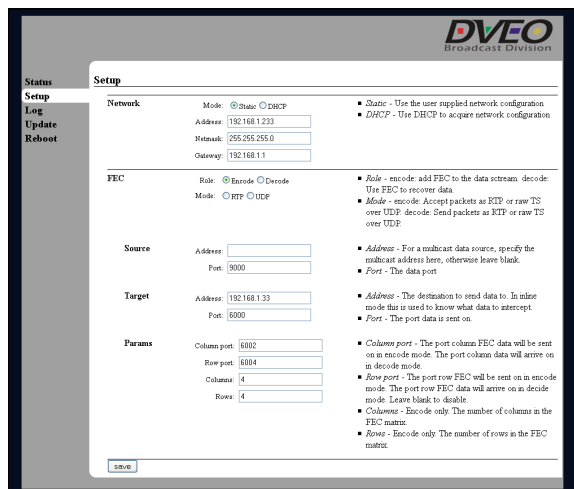 DVEO
Broadcast Division
Status
Setup
Log
Update
Reboot
Setup
Network
Mode: Static DHCP
Address: 192.168.1.233
Netmask: 255.255.255.0
Gateway: 192.168.1.1
Static - Use the user supplied network configuration
DHCP - Use DHCP to acquire network configuration
FEC
Role: Encode Decode
Mode: RTP UDP
Role - encode: add FEC to the data sctream. decode:
Use FEC to recover data.
Mode - encode: Accept packets as RTP or raw TS
over UDP. decode: Send packets as RTP or raw TS
over UDP.
Source
Address:
Port: 9000
Address - For a multicast data source, specify the
multicast address here, otherwise leave blank.
Port - The data port
Target
Address: 192.168.1.33
Port: 6000
Address - The destination to send data to. In inline
mode this is used to know what data to intercept.
Port - The port data is sent on.
Params
Column port: 6002
Row port: 6004
Columns: 4
Rows: 4
Column port - The port column FEC data will be sent
on in encode mode. The port column data will arrive on
in decode mode.
Row port - The port row FEC will be sent on in encode
mode. The port row FEC data will arrive on in decide
mode. Leave blank to disable.
Columns - Encode only. The number of columns in the
FEC matrix.
Rows - Encode only. The number of rows in the FEC
matrix.
save